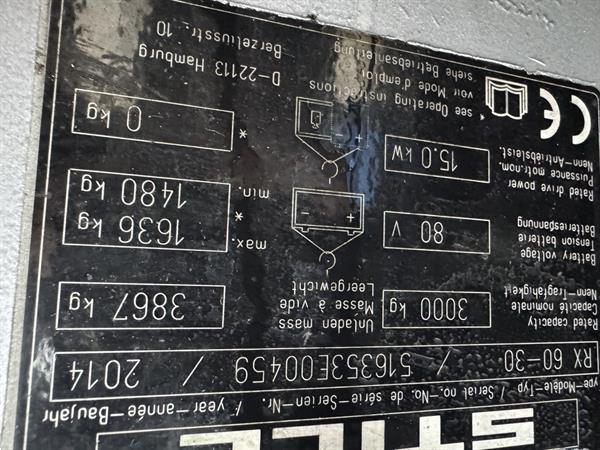 STILL
Type-Modèle-Typ / Serial no.-No. de série-Serien-Nr. / year-année-Baujahr
RX 60-30 / 516353E00459 / 2014
Rated capacity
Capacité nominale
Nenn-Tragfähigkeit
3000 kg
Unladen mass
Masse à vide
Leergewicht
3867 kg
Battery voltage
Tension batterie
Batteriespannung
80 V
max.
*
1636 kg
min.
1480 kg
Rated drive power
Puissance motr.nom.
Nenn-Antriebsleist.
15.0 kW
*
0 kg
* see Operating instructions
voir Mode d'emploi
siehe Betriebsanleitung
D-22113 Hamburg
Berzeliusstr. 10
CE